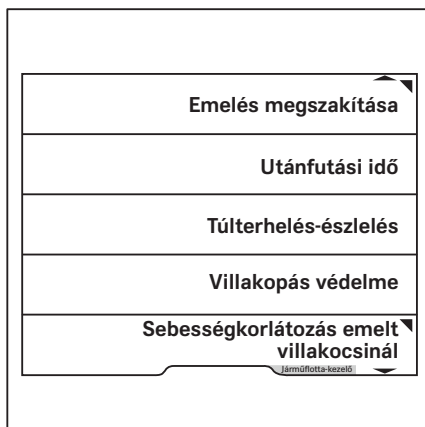 Emelés megszakítása
Utánfutási idő
Túlterhelés-észlelés
Villakopás védelme
Sebességkorlátozás emelt
villakocsinál
Járműflotta-kezelő